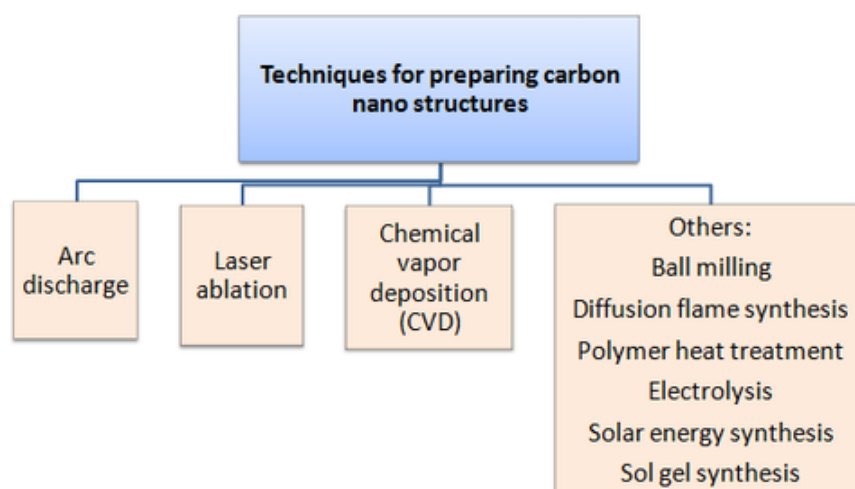 Techniques for preparing carbon
nano structures
Arc
discharge
Laser
ablation
Chemical
vapor
deposition
(CVD)
Others:
Ball milling
Diffusion flame synthesis
Polymer heat treatment
Electrolysis
Solar energy synthesis
Sol gel synthesis